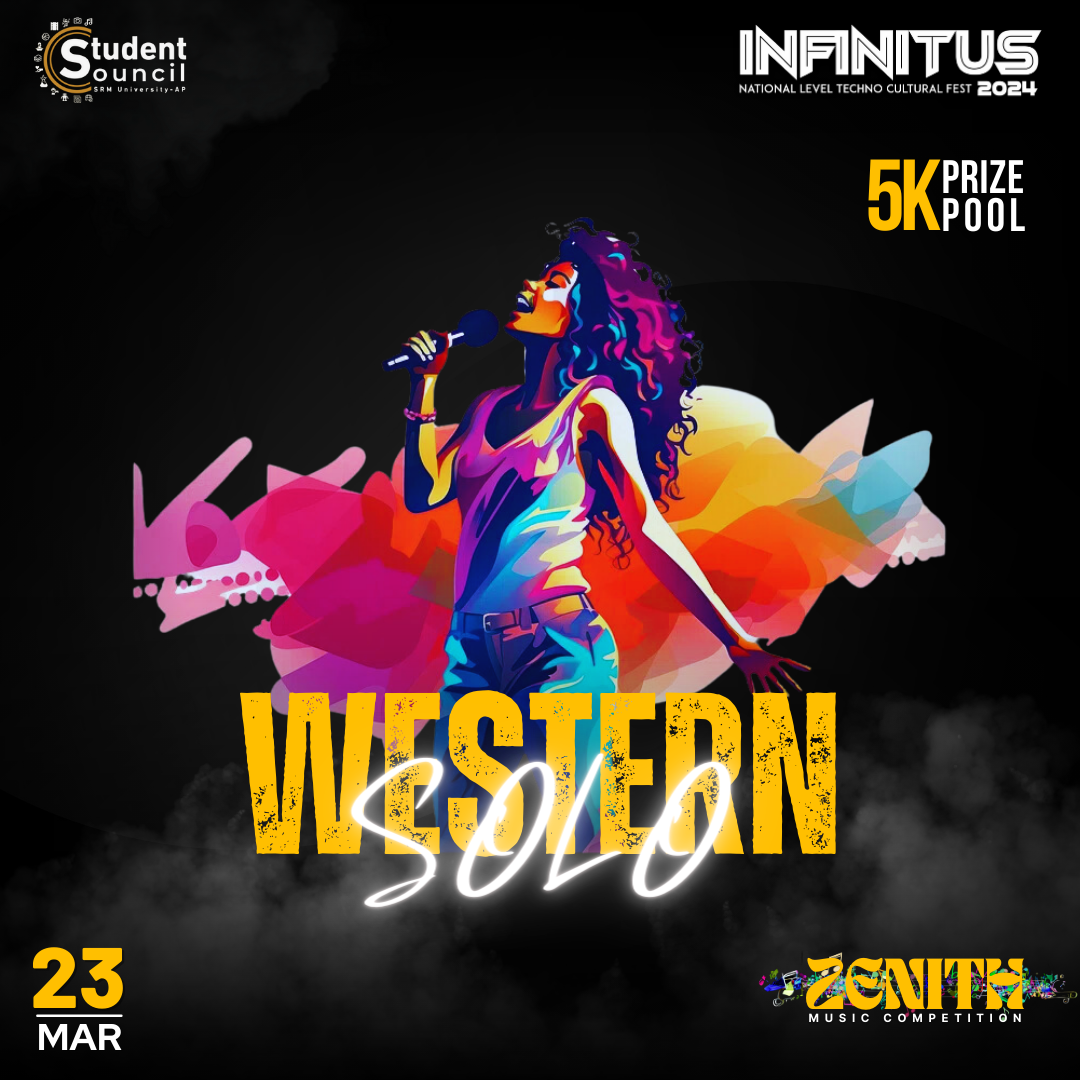 Student
Council
SRM University-AP
INFINITUS
NATIONAL LEVEL TECHNO CULTURAL FEST 2024
5K PRIZE
POOL
WESTERN
SOLO
23
MAR
ZENITH
MUSIC COMPETITION